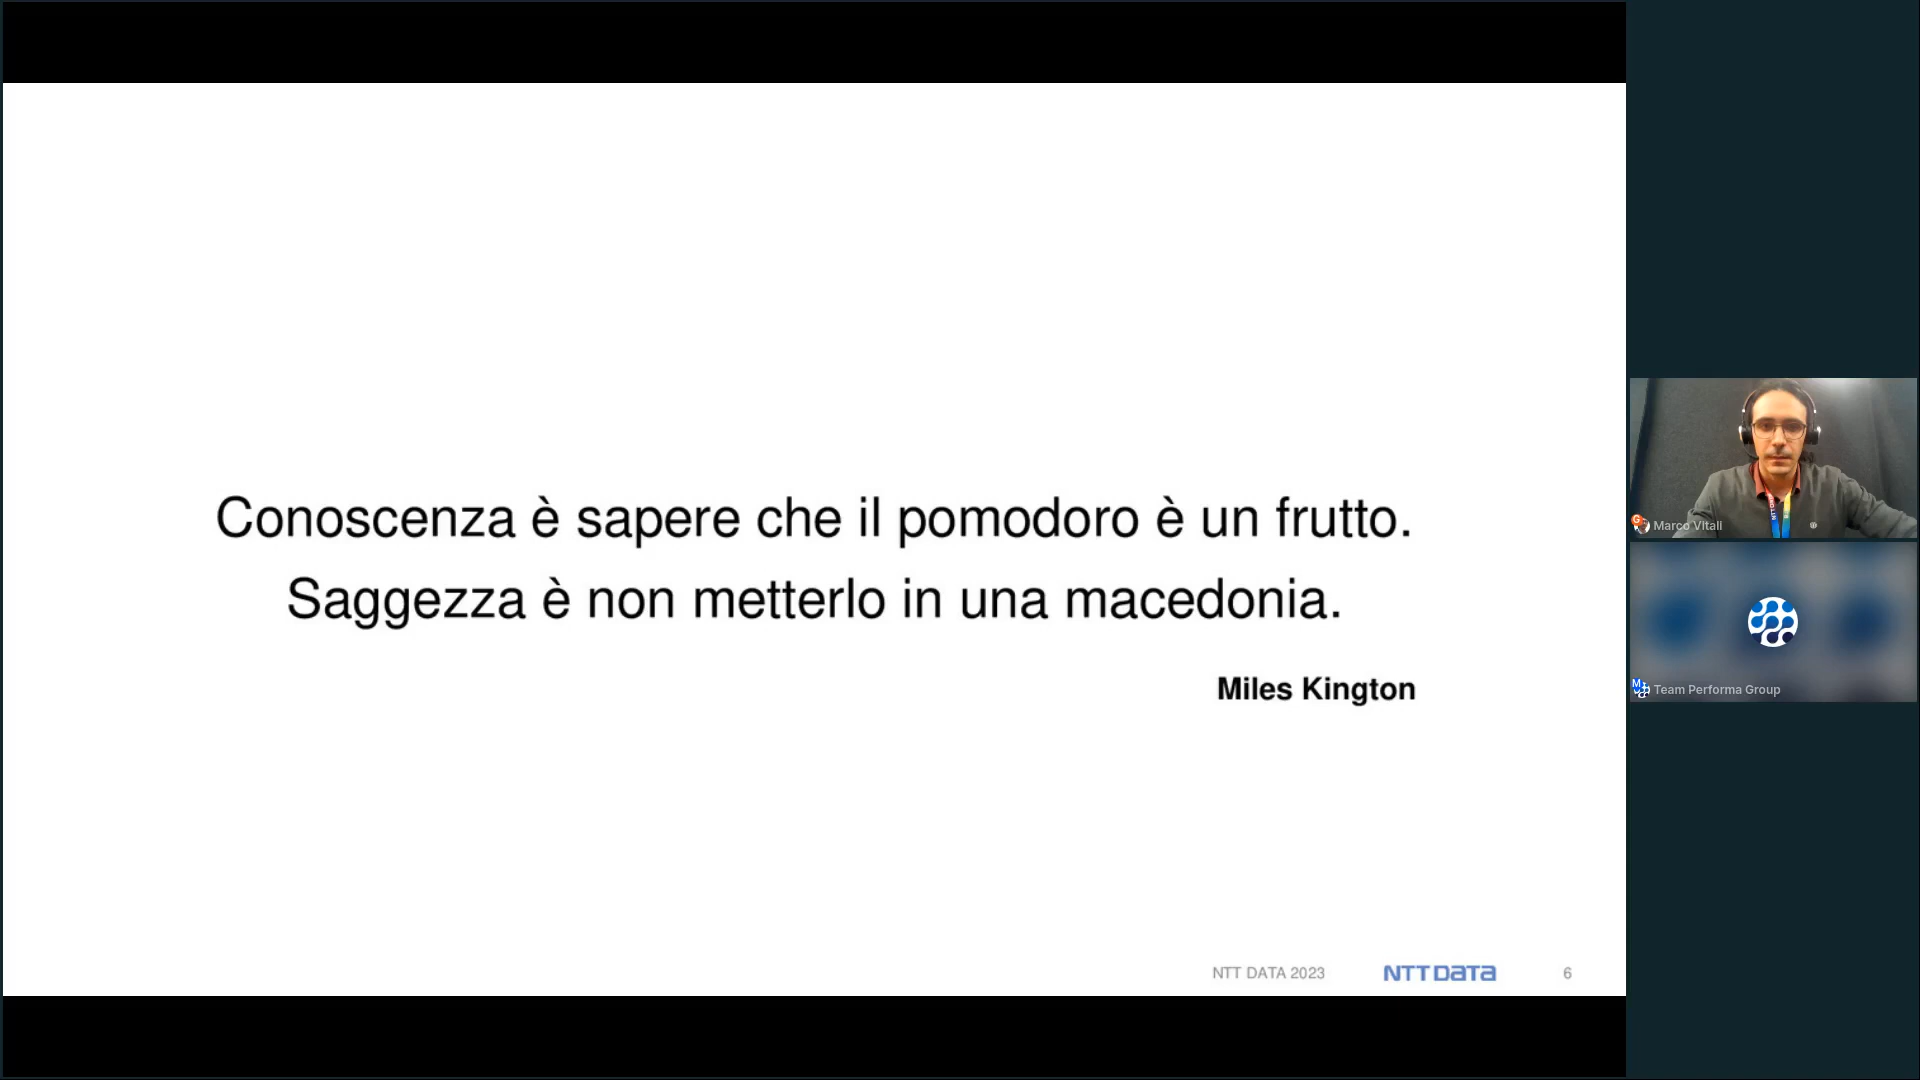 Conoscenza è sapere che il pomodoro è un frutto.
Saggezza è non metterlo in una macedonia.
Miles Kington
NTT DATA 2023
NTT DATA
6
Marco Vitali
Team Performa Group